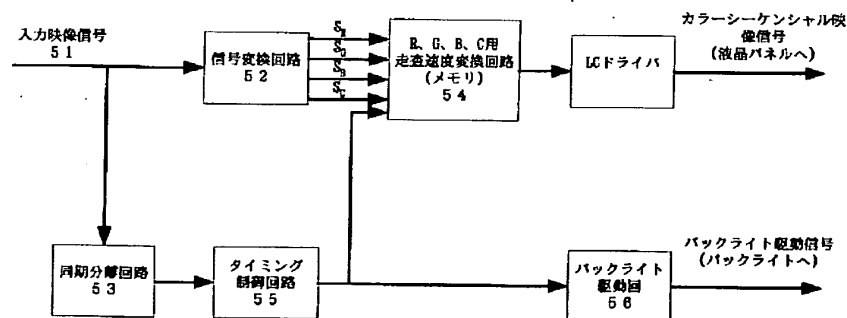 入力映像信号
51
信号変換回路
52
R、G、B、C用
走査速度変換回路
(メモリ)
54
LCドライバ
カラーシーケンシャル映
像信号
(液晶パネルへ)
同期分離回路
53
タイミング
制御回路
55
バックライト
駆動回
56
バックライト駆動信号
(バックライトへ)